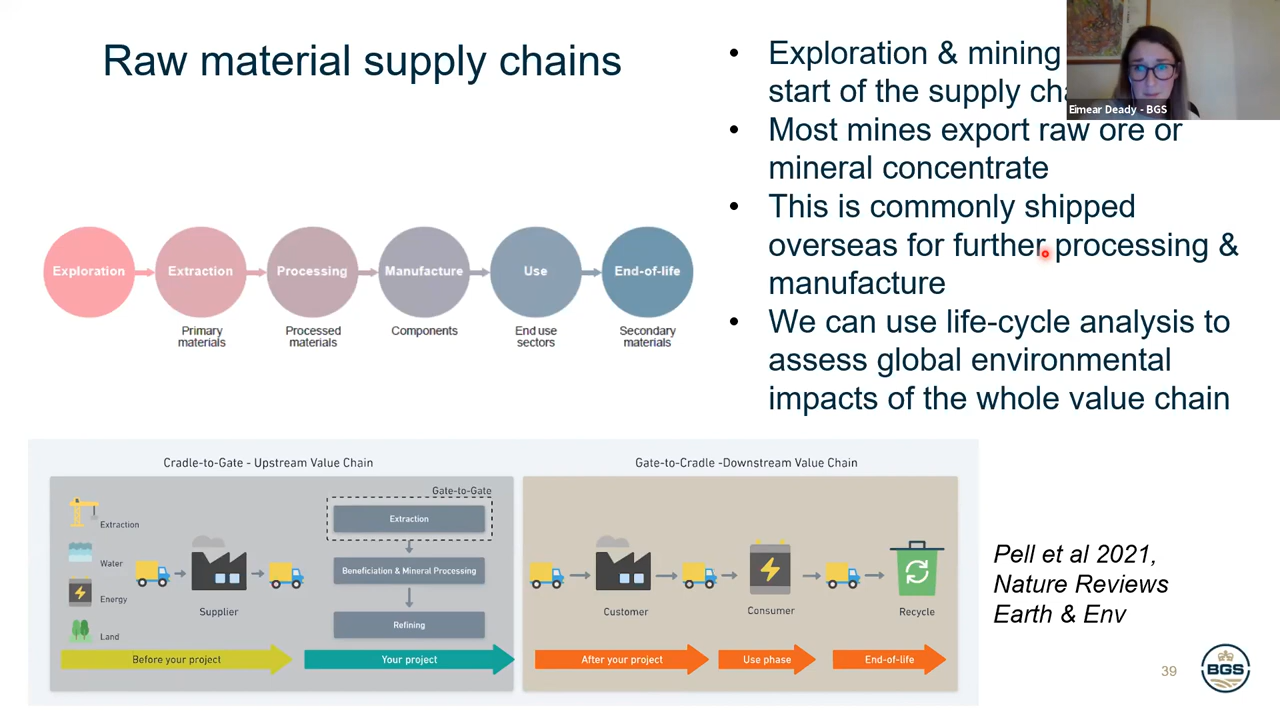 Raw material supply chains
• Exploration & mining
start of the supply
• Most mines export raw ore or
mineral concentrate
• This is commonly shipped
overseas for further processing &
manufacture
• We can use life-cycle analysis to
assess global environmental
impacts of the whole value chain
Eimear Deady - BGS
Exploration
Extraction
Processing
Manufacture
Use
End-of-life
Primary
materials
Processed
materials
Components
End use
sectors
Secondary
materials
Cradle-to-Gate - Upstream Value Chain
Extraction
Water
Energy
Land
Supplier
Gate-to-Gate
Extraction
Beneficiation & Mineral Processing
Refining
Before your project
Your project
Gate-to-Cradle -Downstream Value Chain
Customer
Consumer
Recycle
After your project
Use phase
End-of-life
Pell et al 2021,
Nature Reviews
Earth & Env
39
BGS